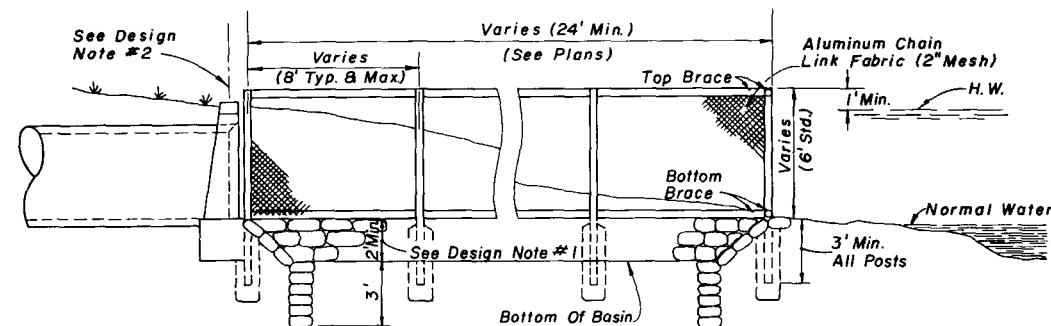 See Design
Note #2
Varies (24' Min.)
(See Plans)
Varies
(8' Typ. & Max.)
Top Brace
Aluminum Chain
Link Fabric (2" Mesh)
H.W.
1' Min.
Varies
(6' Std.)
Bottom
Brace
Normal Water
2' Min.
See Design Note #1
3'
3' Min.
All Posts
Bottom Of Basin